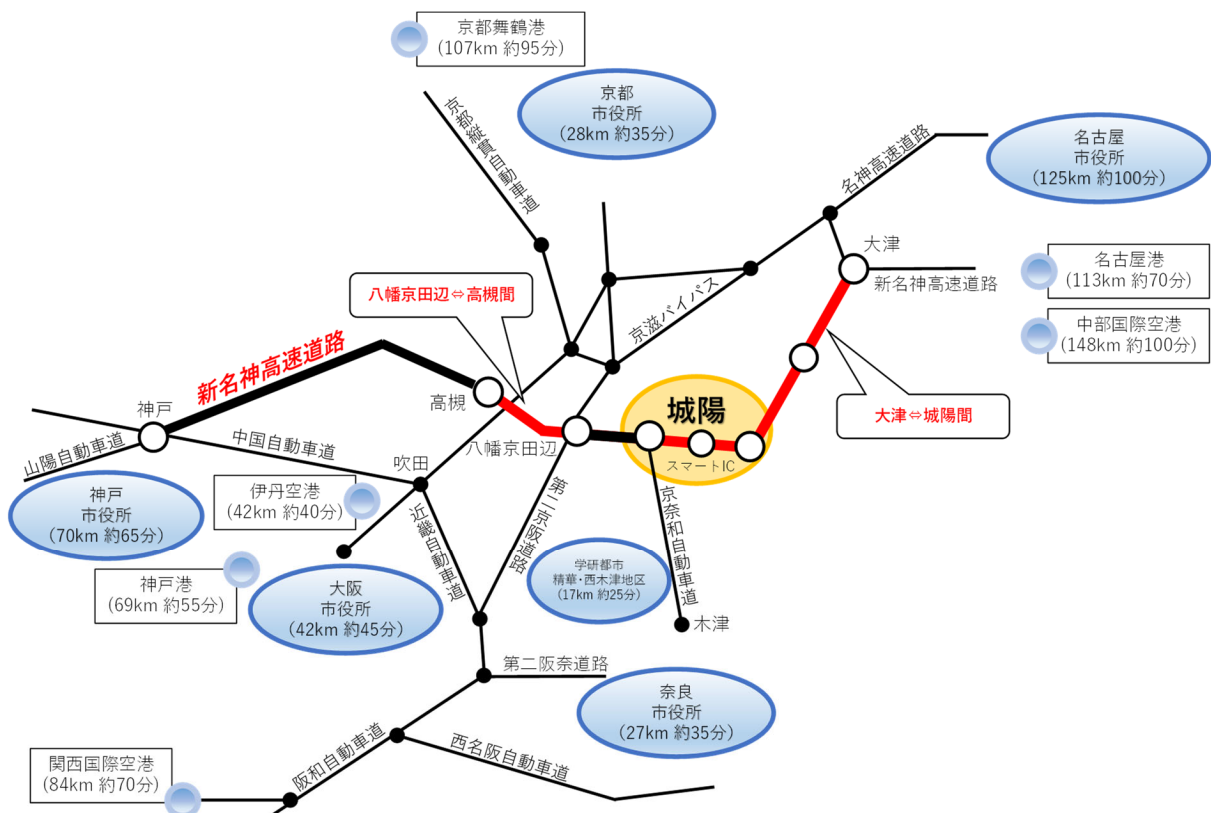 京都舞鶴港
(107km 約95分)
京都
市役所
(28km 約35分)
京都縦貫自動車道
名神高速道路
名古屋
市役所
(125km 約100分)
大津
新名神高速道路
名古屋港
(113km 約70分)
中部国際空港
(148km 約100分)
八幡京田辺⇔高槻間
京滋バイパス
新名神高速道路
高槻
城陽
大津⇔城陽間
神戸
八幡京田辺
スマートIC
中国自動車道
山陽自動車道
吹田
神戸
市役所
(70km 約65分)
伊丹空港
(42km 約40分)
近畿自動車道
第二京阪道路
京奈和自動車道
学研都市
精華・西木津地区
(17km 約25分)
神戸港
(69km 約55分)
大阪
市役所
(42km 約45分)
木津
第二阪奈道路
奈良
市役所
(27km 約35分)
関西国際空港
(84km 約70分)
阪和自動車道
西名阪自動車道